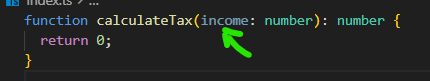 index.ts > ...
function calculateTax(income: number): number {
  return 0;
}